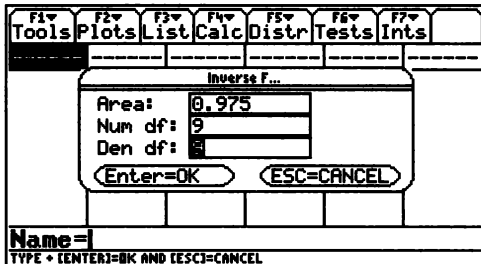 F1 F2 F3 F4 F5 F6 F7
Tools Plots List Calc Distr Tests Ints
Inverse F...
Area: 0.975
Num df: 9
Den df:
Enter=OK ESC=CANCEL
Name=
TYPE + [ENTER]=OK AND [ESC]=CANCEL